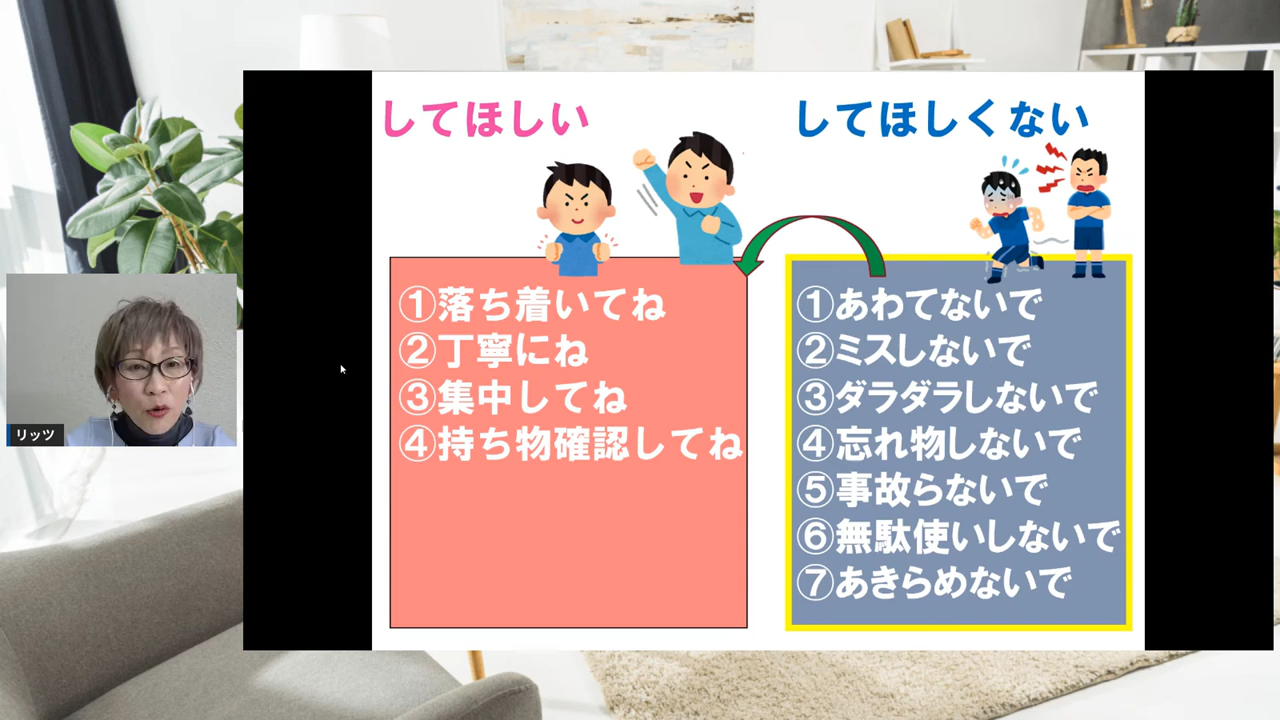 してほしい
①落ち着いてね
②丁寧にね
③集中してね
④持ち物確認してね
してほしくない
①あわてないで
②ミスしないで
③ダラダラしないで
④忘れ物しないで
⑤事故らないで
⑥無駄使いしないで
⑦あきらめないで
リッツ